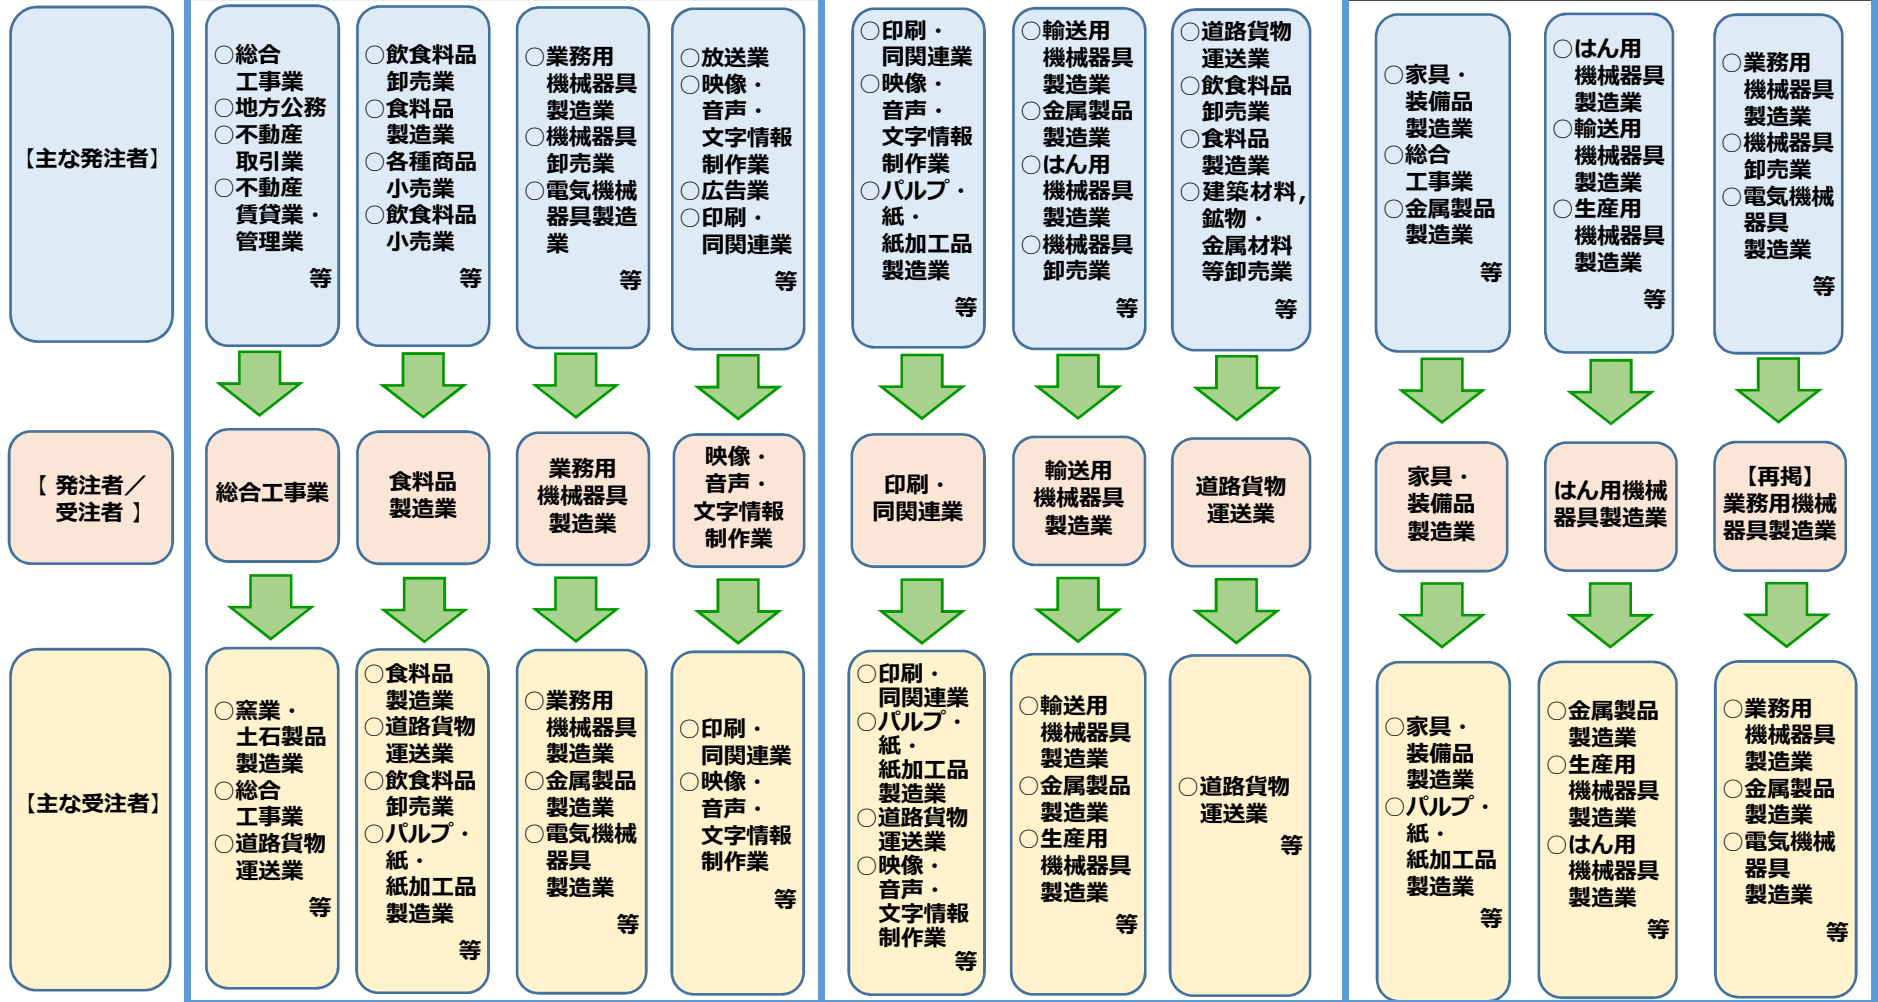 【主な発注者】
○総合
工事業
○地方公務
○不動産
取引業
○不動産
賃貸業・
管理業
等
○飲食料品
卸売業
○食料品
製造業
○各種商品
小売業
○飲食料品
小売業
等
○業務用
機械器具
製造業
○機械器具
卸売業
○電気機械
器具製造
業
等
○放送業
○映像・
音声・
文字情報
制作業
○広告業
○印刷・
同関連業
等
○印刷・
同関連業
○映像・
音声・
文字情報
制作業
○パルプ・
紙・
紙加工品
製造業
等
○輸送用
機械器具
製造業
○金属製品
製造業
○はん用
機械器具
製造業
○機械器具
卸売業
等
○道路貨物
運送業
○飲食料品
卸売業
○食料品
製造業
○建築材料,
鉱物・
金属材料
等卸売業
等
○家具・
装備品
製造業
○総合
工事業
○金属製品
製造業
等
○はん用
機械器具
製造業
○輸送用
機械器具
製造業
○生産用
機械器具
製造業
等
○業務用
機械器具
製造業
○機械器具
卸売業
○電気機械
器具
製造業
等
【 発注者／
受注者 】
総合工事業
食料品
製造業
業務用
機械器具
製造業
映像・
音声・
文字情報
制作業
印刷・
同関連業
輸送用
機械器具
製造業
道路貨物
運送業
家具・
装備品
製造業
はん用機械
器具製造業
【再掲】
業務用機械
器具製造業
【主な受注者】
○窯業・
土石製品
製造業
○総合
工事業
○道路貨物
運送業
等
○食料品
製造業
○道路貨物
運送業
○飲食料品
卸売業
○パルプ・
紙・
紙加工品
製造業
等
○業務用
機械器具
製造業
○金属製品
製造業
○電気機械
器具
製造業
等
○印刷・
同関連業
○映像・
音声・
文字情報
制作業
等
○印刷・
同関連業
○パルプ・
紙・
紙加工品
製造業
○道路貨物
運送業
○映像・
音声・
文字情報
制作業
等
○輸送用
機械器具
製造業
○金属製品
製造業
○生産用
機械器具
製造業
等
○道路貨物
運送業
等
○家具・
装備品
製造業
○パルプ・
紙・
紙加工品
製造業
等
○金属製品
製造業
○生産用
機械器具
製造業
○はん用
機械器具
製造業
等
○業務用
機械器具
製造業
○金属製品
製造業
○電気機械
器具
製造業
等